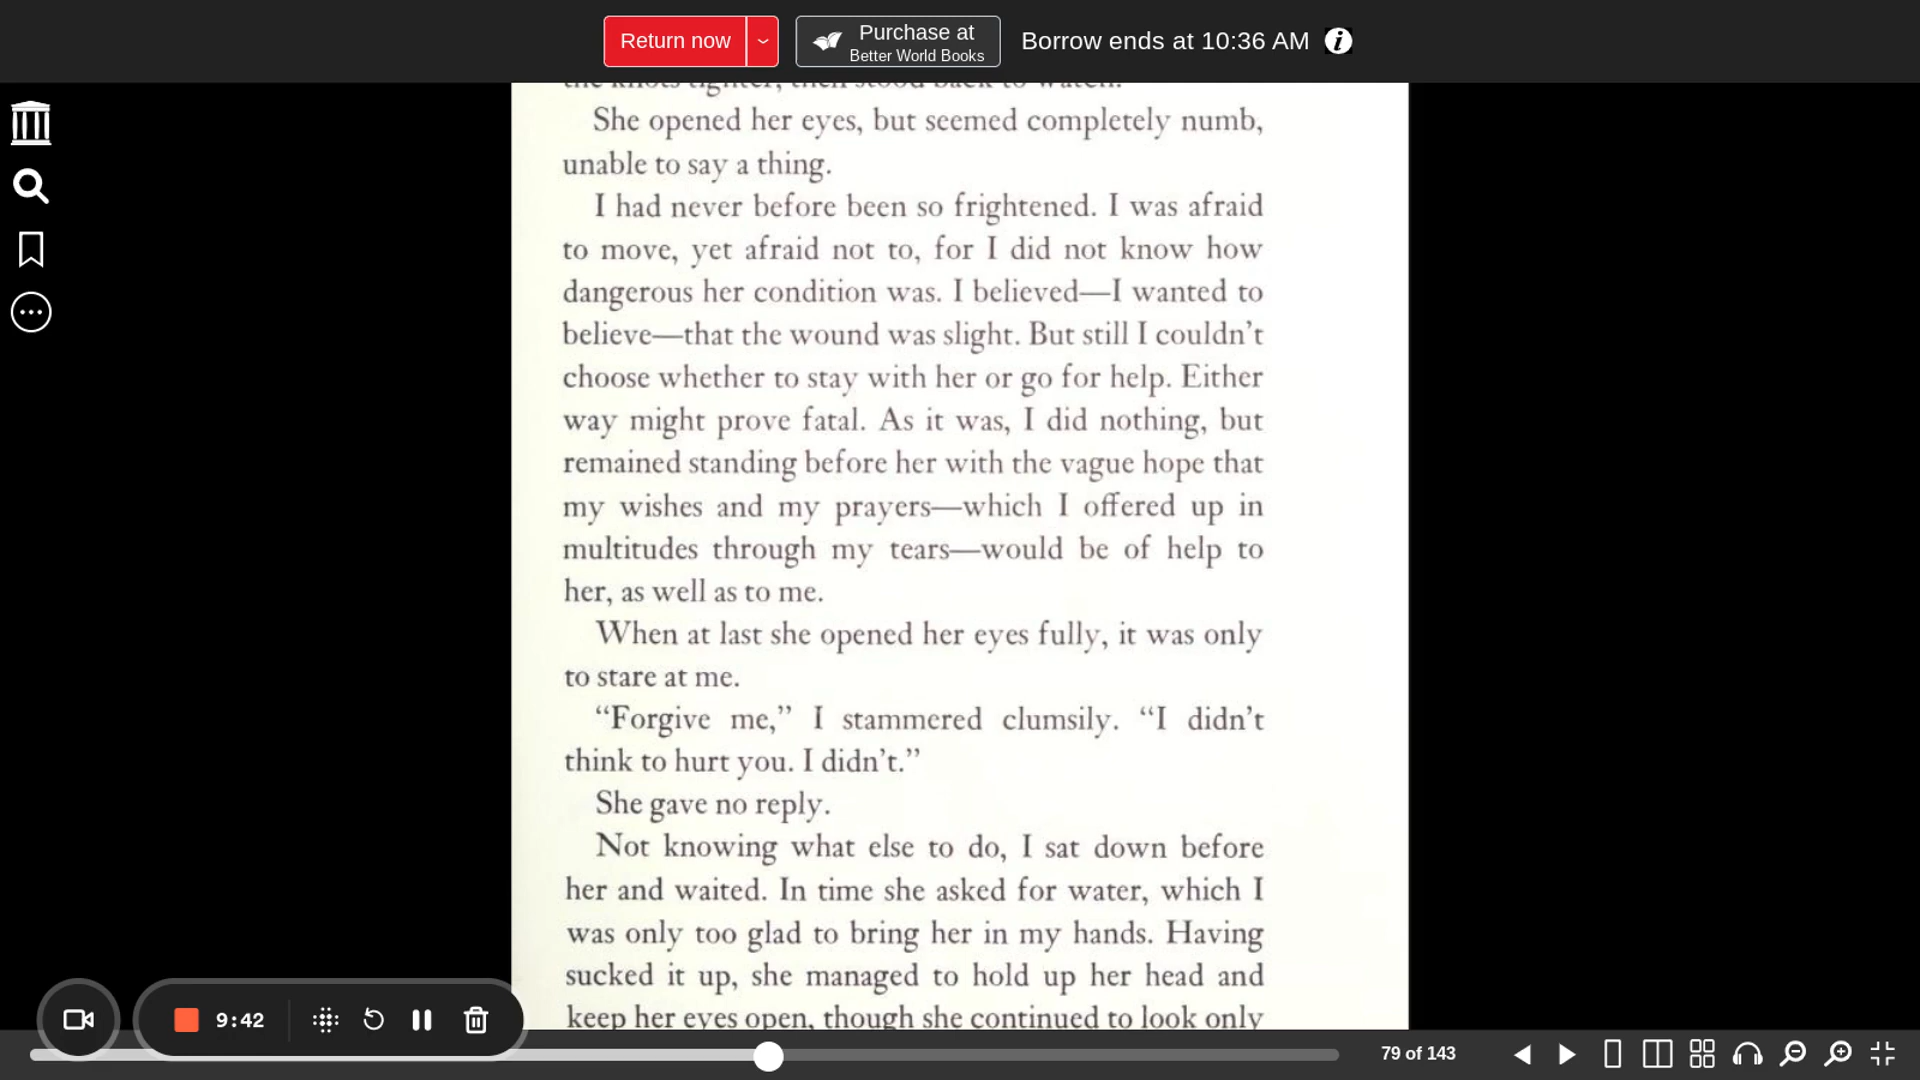 Return now
Purchase at
Better World Books
Borrow ends at 10:36 AM
the knots tighter, then stood back to watch.
She opened her eyes, but seemed completely numb,
unable to say a thing.
I had never before been so frightened. I was afraid
to move, yet afraid not to, for I did not know how
dangerous her condition was. I believed—I wanted to
believe—that the wound was slight. But still I couldn’t
choose whether to stay with her or go for help. Either
way might prove fatal. As it was, I did nothing, but
remained standing before her with the vague hope that
my wishes and my prayers—which I offered up in
multitudes through my tears—would be of help to
her, as well as to me.
When at last she opened her eyes fully, it was only
to stare at me.
“Forgive me,” I stammered clumsily. “I didn’t
think to hurt you. I didn’t.”
She gave no reply.
Not knowing what else to do, I sat down before
her and waited. In time she asked for water, which I
was only too glad to bring her in my hands. Having
sucked it up, she managed to hold up her head and
keep her eyes open, though she continued to look only
9:42
79 of 143